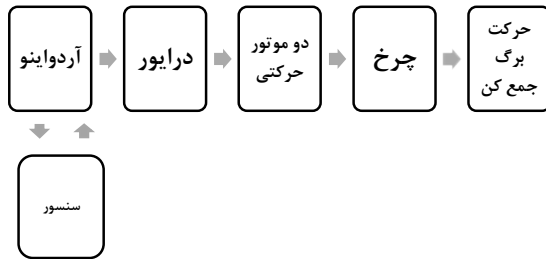 آردواینو
درایور
دو موتور
حرکتی
چرخ
حرکت
برگ
جمع کن
سنسور